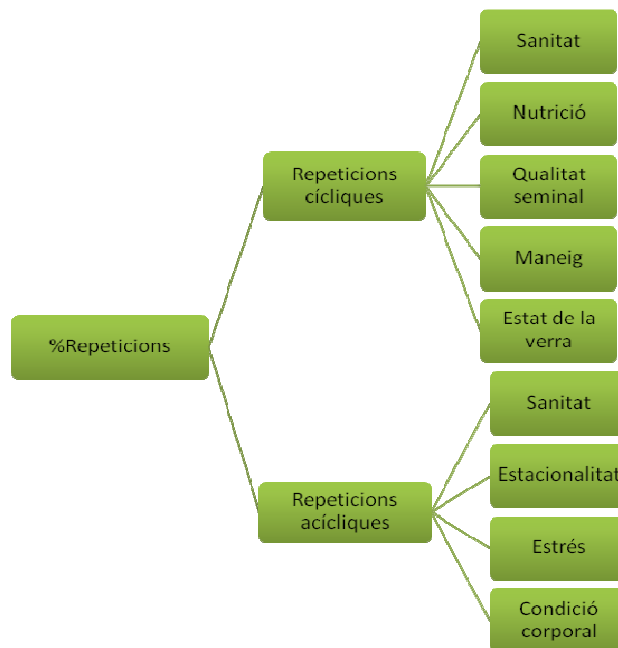 %Repeticions
Repeticions
cícliques
Sanitat
Nutrició
Qualitat
seminal
Maneig
Estat de la
verra
Repeticions
acícliques
Sanitat
Estacionalitat
Estrés
Condició
corporal